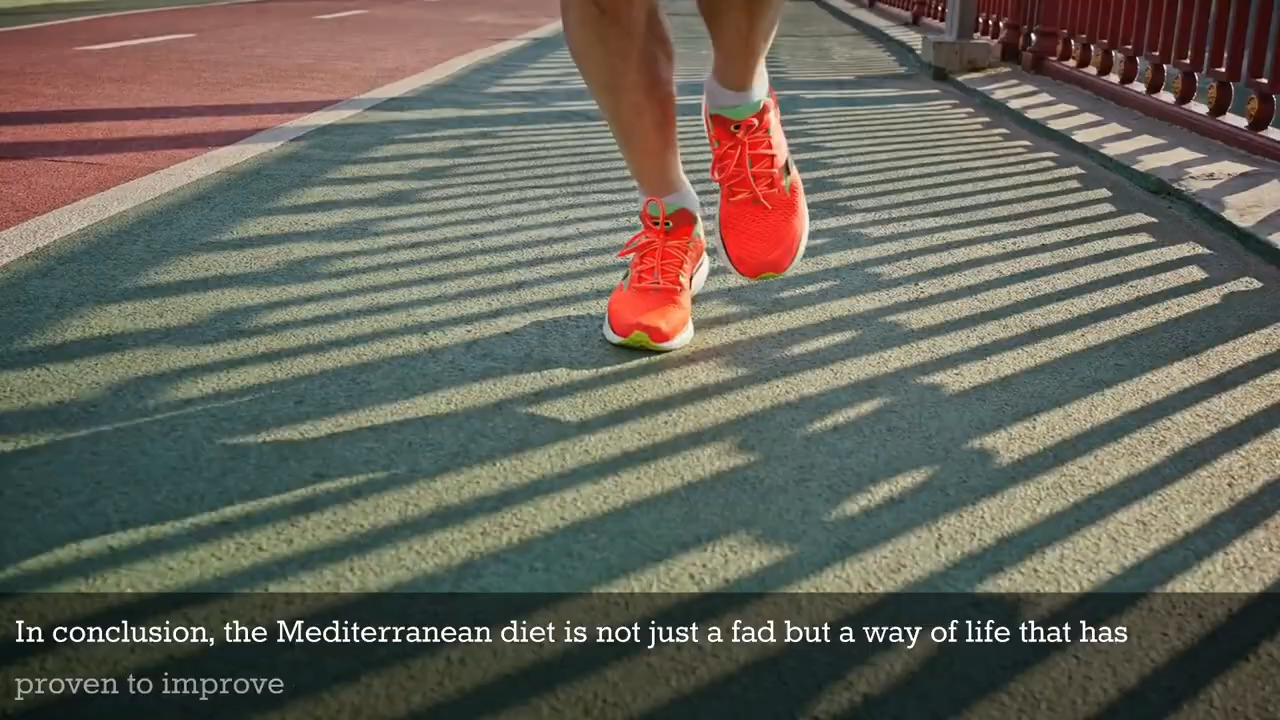 In conclusion, the Mediterranean diet is not just a fad but a way of life that has
proven to improve